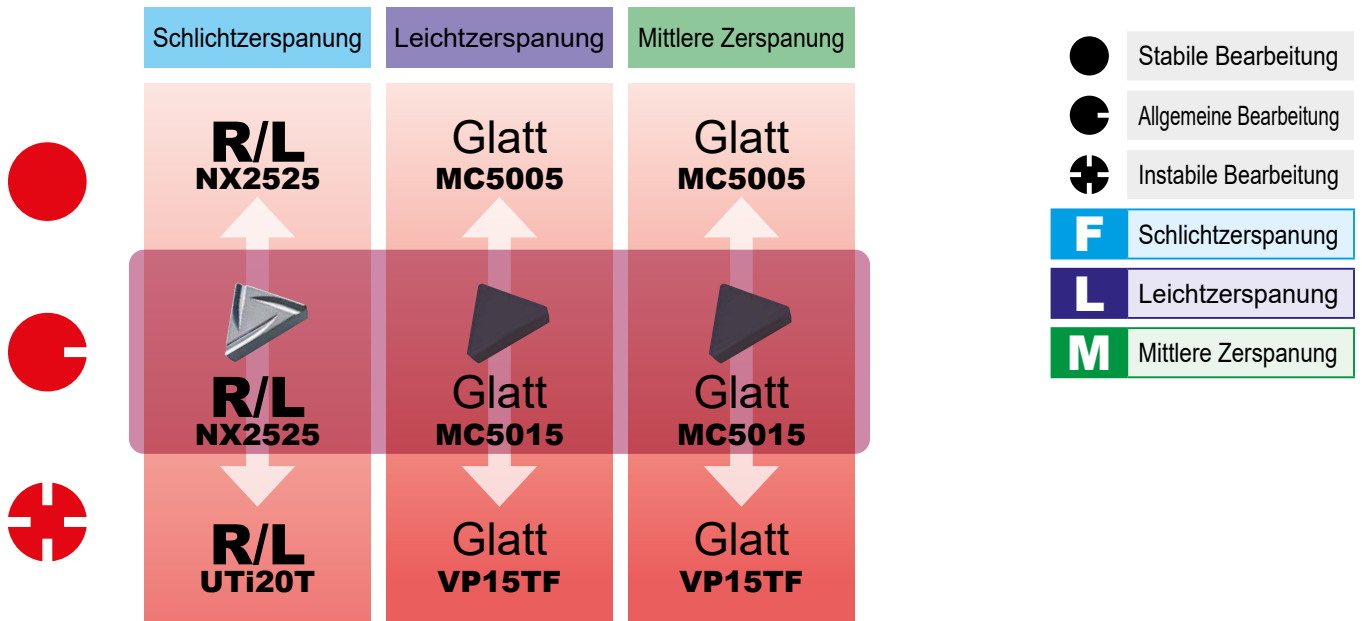 Schlichtzerspanung
Leichtzerspanung
Mittlere Zerspanung
R/L
NX2525
Glatt
MC5005
Glatt
MC5005
R/L
NX2525
Glatt
MC5015
Glatt
MC5015
R/L
UTi20T
Glatt
VP15TF
Glatt
VP15TF
Stabile Bearbeitung
Allgemeine Bearbeitung
Instabile Bearbeitung
F Schlichtzerspanung
L Leichtzerspanung
M Mittlere Zerspanung